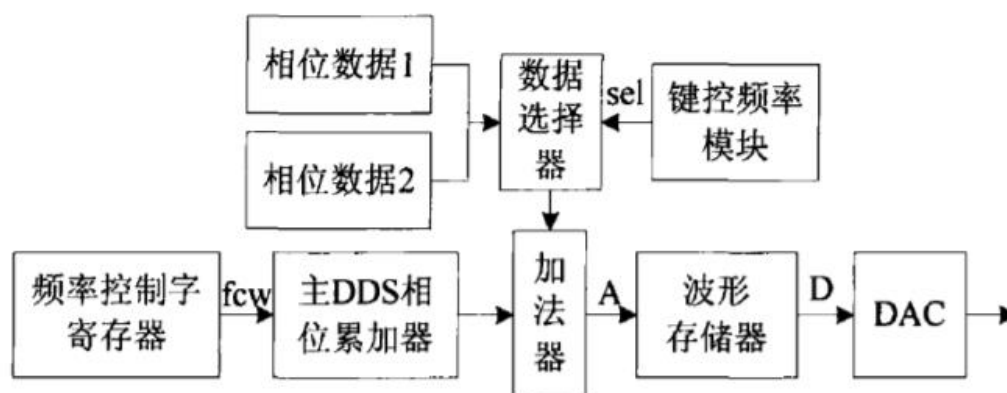 相位数据1
相位数据2
数据
选择
器
sel
键控频率
模块
频率控制字
寄存器
fcw
主DDS相
位累加器
加
法
器
A
波形
存储器
D
DAC